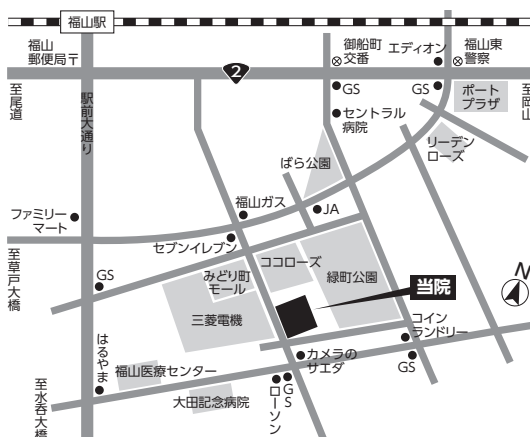 福山駅
福山
郵便局〒
御船町
交番
エディオン
福山東
警察
2
至尾道
駅前大通り
GS
セントラル
病院
GS
ポート
プラザ
至岡山
リーデン
ローズ
ばら公園
福山ガス
JA
ファミリー
マート
セブンイレブン
至草戸大橋
GS
みどり町
モール
ココローズ
緑町公園
当院
N
三菱電機
コイン
ランドリー
はるやま
福山医療センター
カメラの
サエダ
GS
至水呑大橋
大田記念病院
ローソン
GS